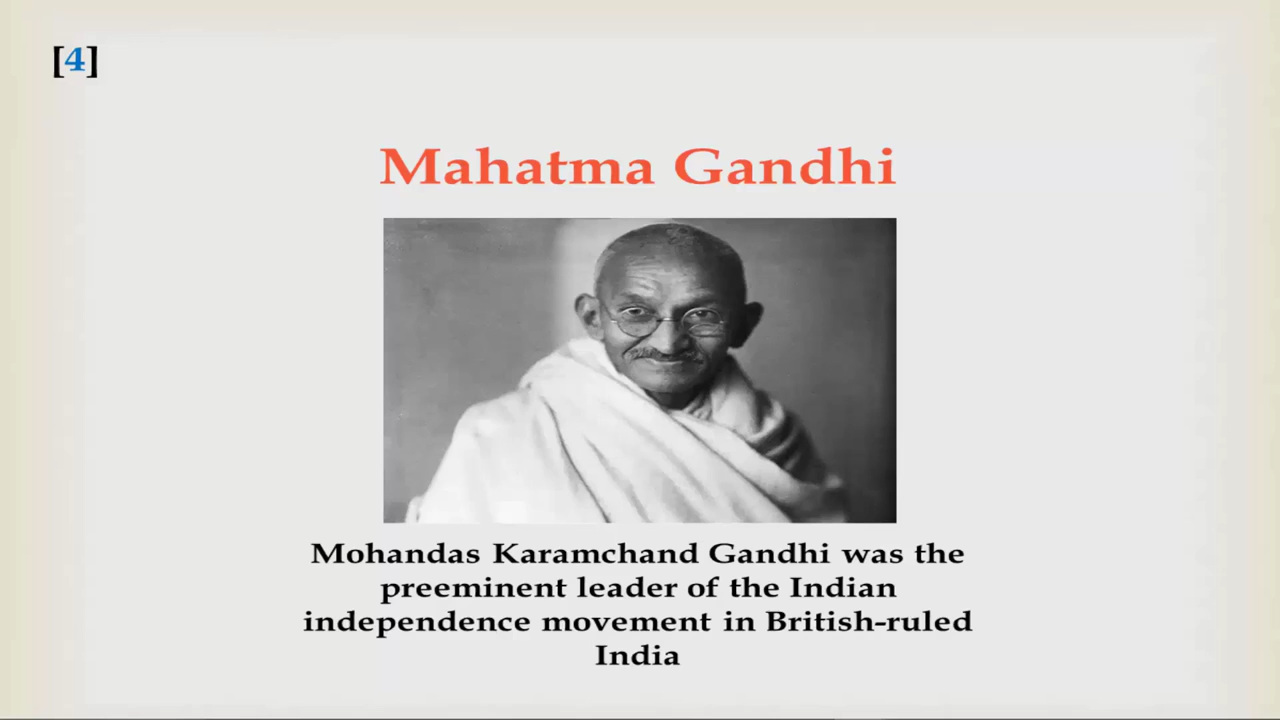 [4]
Mahatma Gandhi
Mohandas Karamchand Gandhi was the
preeminent leader of the Indian
independence movement in British-ruled
India